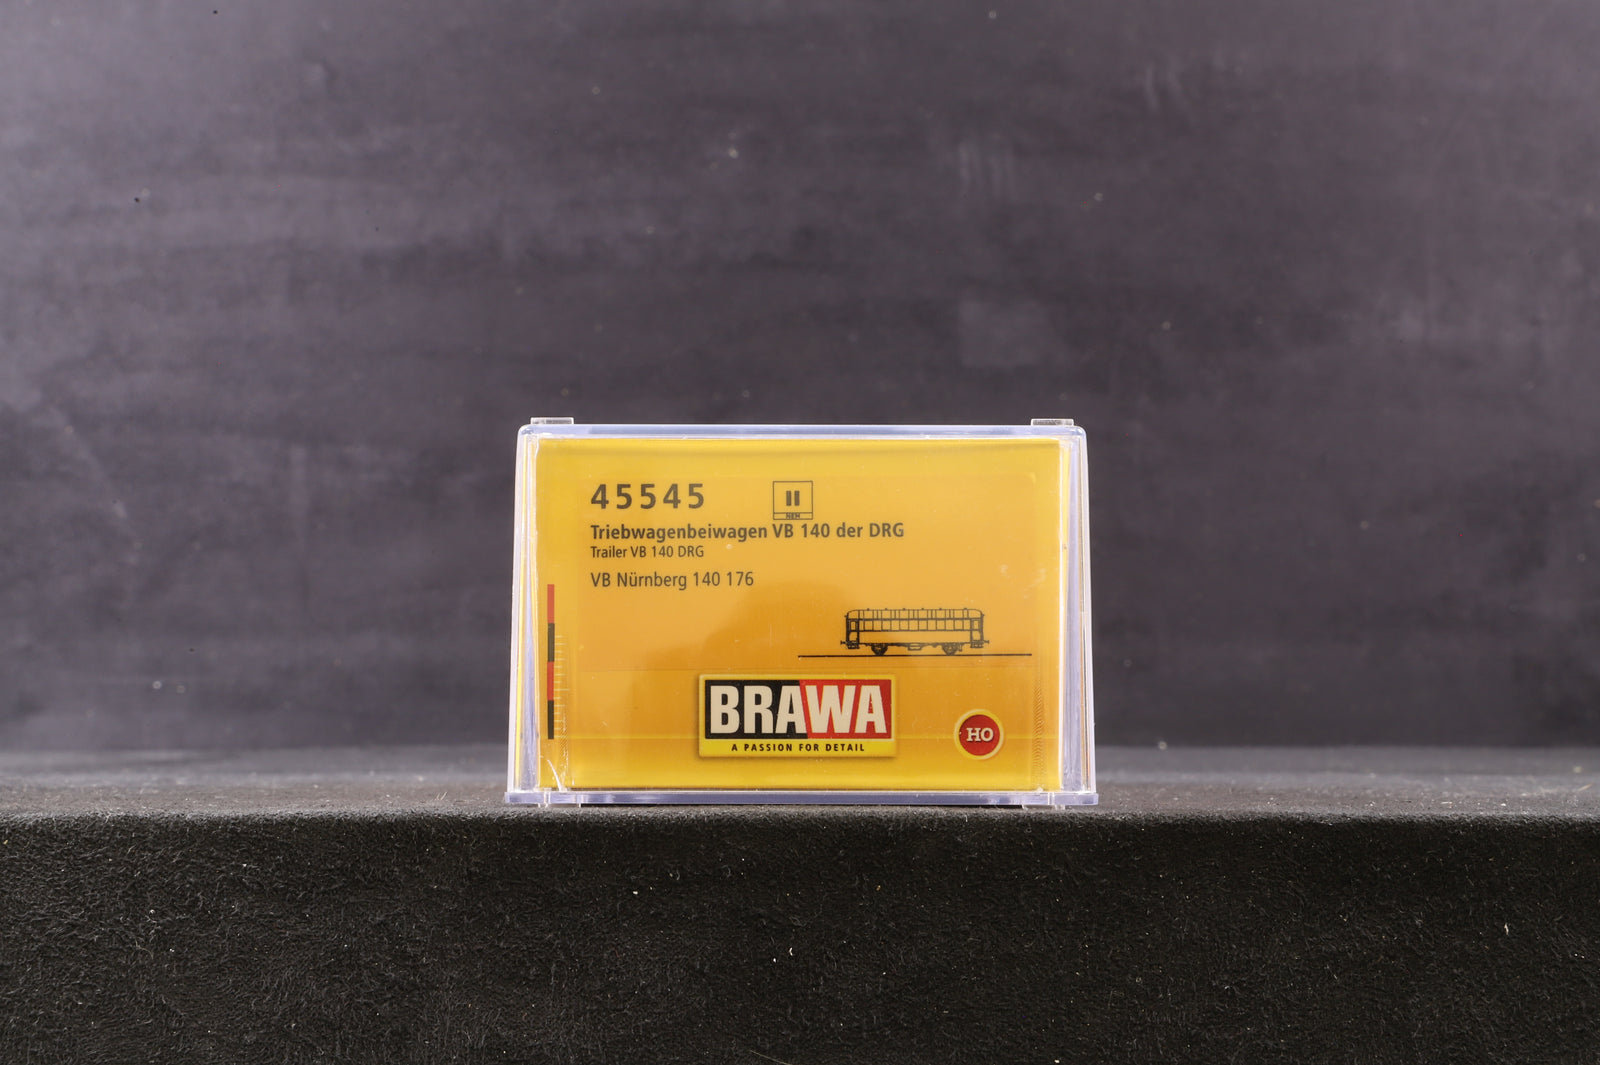 45545
II
NEM
Triebwagenbeiwagen VB 140 der DRG
Trailer VB 140 DRG
VB Nürnberg 140 176
BRAWA
A PASSION FOR DETAIL
HO